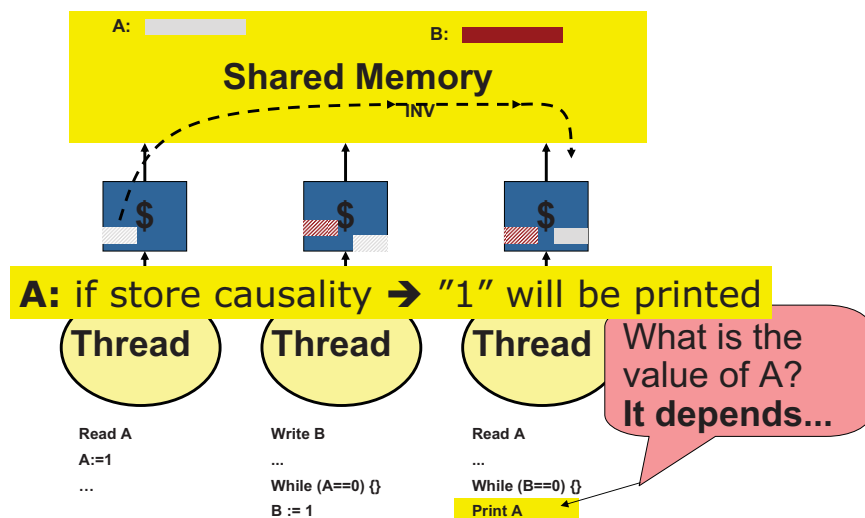 A:
B:
Shared Memory
INV
$ $ $
A: if store causality ➔ ”1” will be printed
Thread Thread Thread
What is the
value of A?
It depends...
Read A
A:=1
…
Write B
...
While (A==0) {}
B := 1
Read A
...
While (B==0) {}
Print A